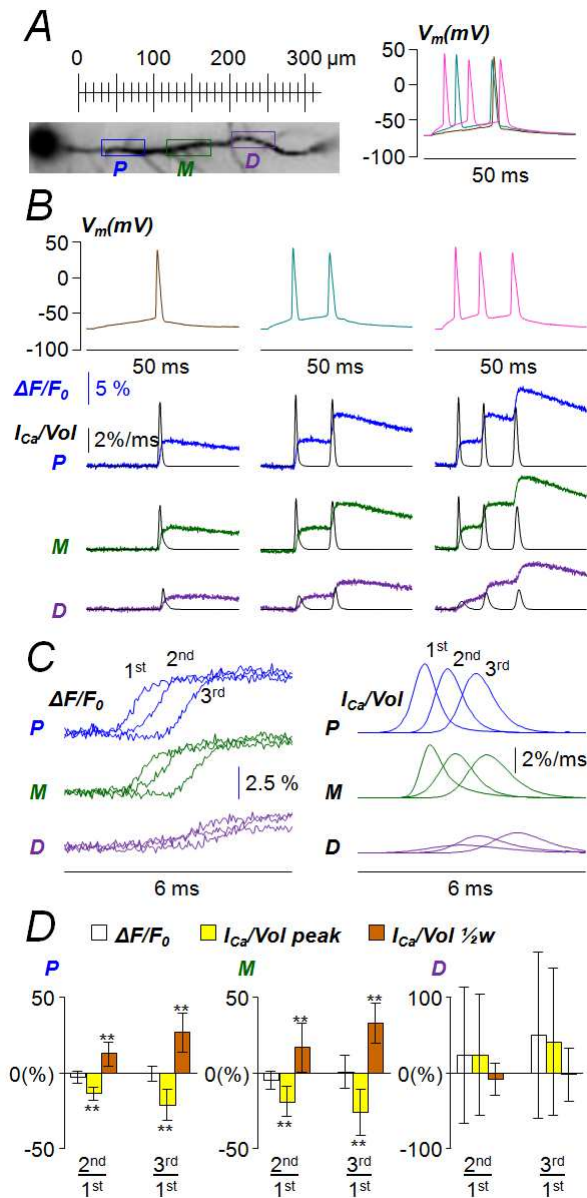 A
0 100 200 300 μm
P M D
Vm(mV)
50
0
-50
-100
50 ms
B
Vm(mV)
50
0
-50
-100
50 ms 50 ms 50 ms
ΔF/F0 5 %
ICa/Vol 2%/ms
P
M
D
C
ΔF/F0
1st 2nd 3rd
P
M
2.5 %
D
6 ms
ICa/Vol
1st 2nd 3rd
P
2%/ms
M
D
6 ms
D
ΔF/F0 ICa/Vol peak ICa/Vol ½w
P M D
50 50 100
** ** ** **
0(%) 0(%) 0(%)
** ** ** **
-50 -50 -100
2nd 3rd 2nd 3rd 2nd 3rd
1st 1st 1st 1st 1st 1st